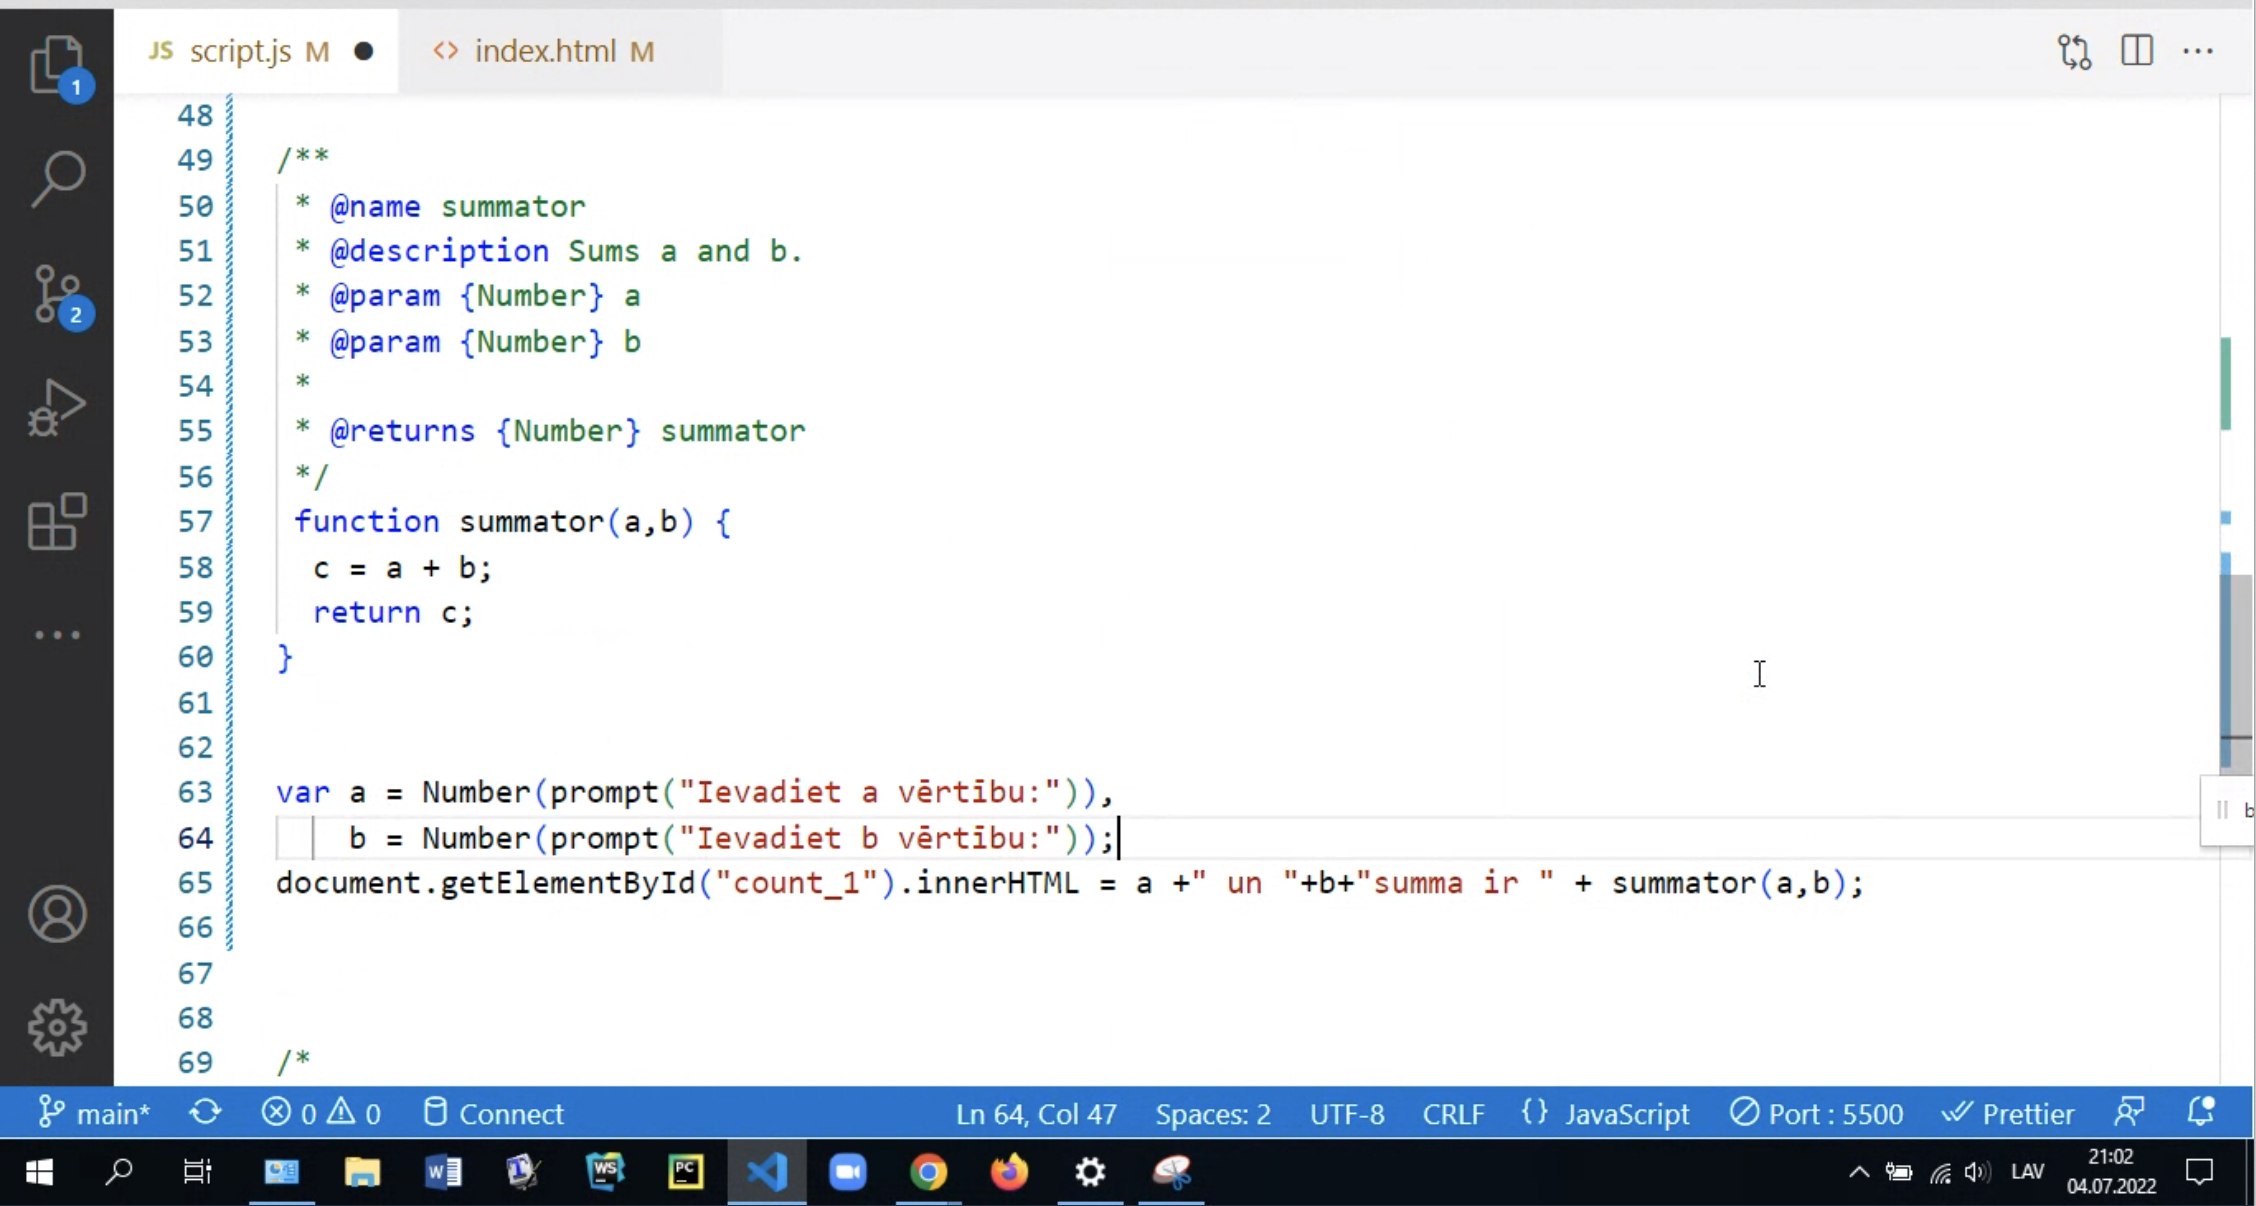 1
JS script.js M ● <> index.html M ···
48
49 /**
50 * @name summator
51 * @description Sums a and b.
52 * @param {Number} a
53 * @param {Number} b
54 *
55 * @returns {Number} summator
56 */
57 function summator(a,b) {
58 c = a + b;
59 return c;
60 }
61
62
63 var a = Number(prompt("Ievadiet a vērtību:")),
64 b = Number(prompt("Ievadiet b vērtību:"));
65 document.getElementById("count_1").innerHTML = a +" un "+b+"summa ir " + summator(a,b);
66
67
68
69 /*
2
b
main* 0 0 Connect Ln 64, Col 47 Spaces: 2 UTF-8 CRLF {} JavaScript Port : 5500 Prettier
W WS PC LAV 21:02
04.07.2022